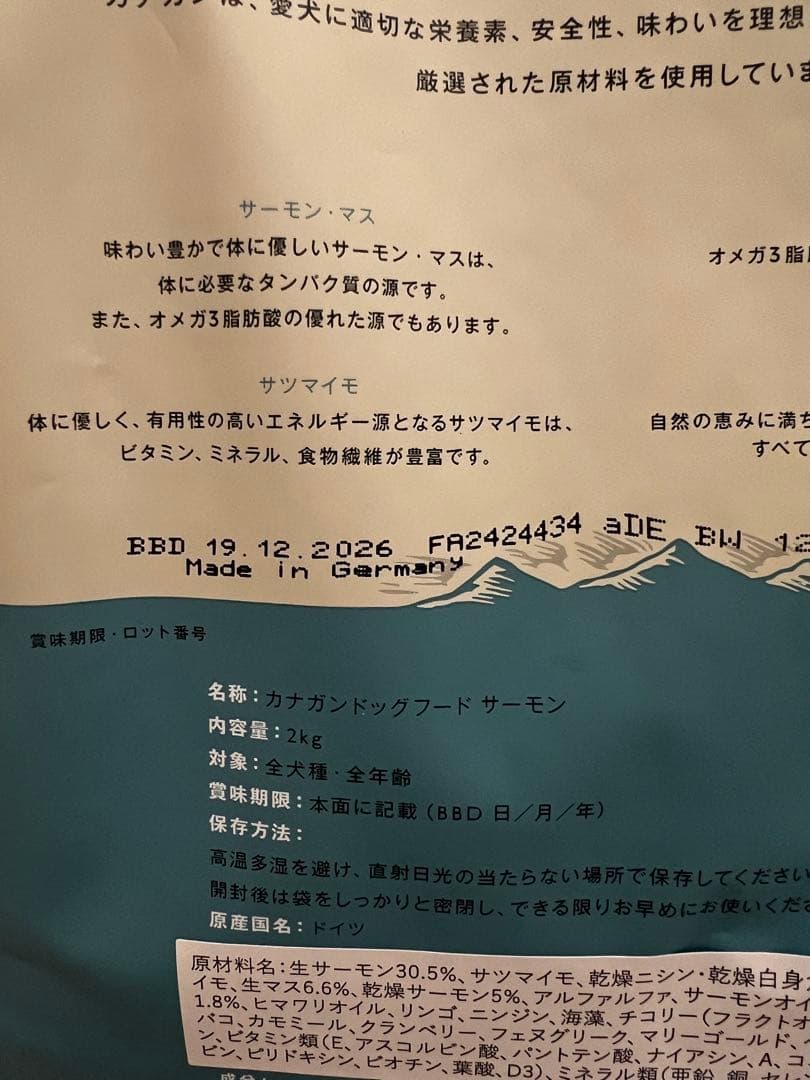 カナガンは、愛犬に適切な栄養素、安全性、味わいを理想
厳選された原材料を使用していま
サーモン・マス
味わい豊かで体に優しいサーモン・マスは、
体に必要なタンパク質の源です。
また、オメガ3脂肪酸の優れた源でもあります。
オメガ3脂
サツマイモ
体に優しく、有用性の高いエネルギー源となるサツマイモは、
ビタミン、ミネラル、食物繊維が豊富です。
自然の恵みに満ち
すべて
BBD 19.12.2026 FA2424434 aDE BW 12
Made in Germany
賞味期限・ロット番号
名称：カナガンドッグフード サーモン
内容量：2kg
対象：全犬種・全年齢
賞味期限：本面に記載（BBD 日／月／年）
保存方法：
高温多湿を避け、直射日光の当たらない場所で保存してください
開封後は袋をしっかりと密閉し、できる限りお早めにお使いくださ
原産国名：ドイツ
原材料名：生サーモン30.5%、サツマイモ、乾燥ニシン・乾燥白身
イモ、生マス6.6%、乾燥サーモン5%、アルファルファ、サーモンオイ
1.8%、ヒマワリオイル、リンゴ、ニンジン、海藻、チコリー（フラクトオ
バコ、カモミール、クランベリー、フェヌグリーク、マリーゴールド、
ン、ビタミン類（E、アスコルビン酸、パントテン酸、ナイアシン、A、コ
ビン、ピリドキシン、ビオチン、葉酸、D3）、ミネラル類（亜鉛、銅、セレ